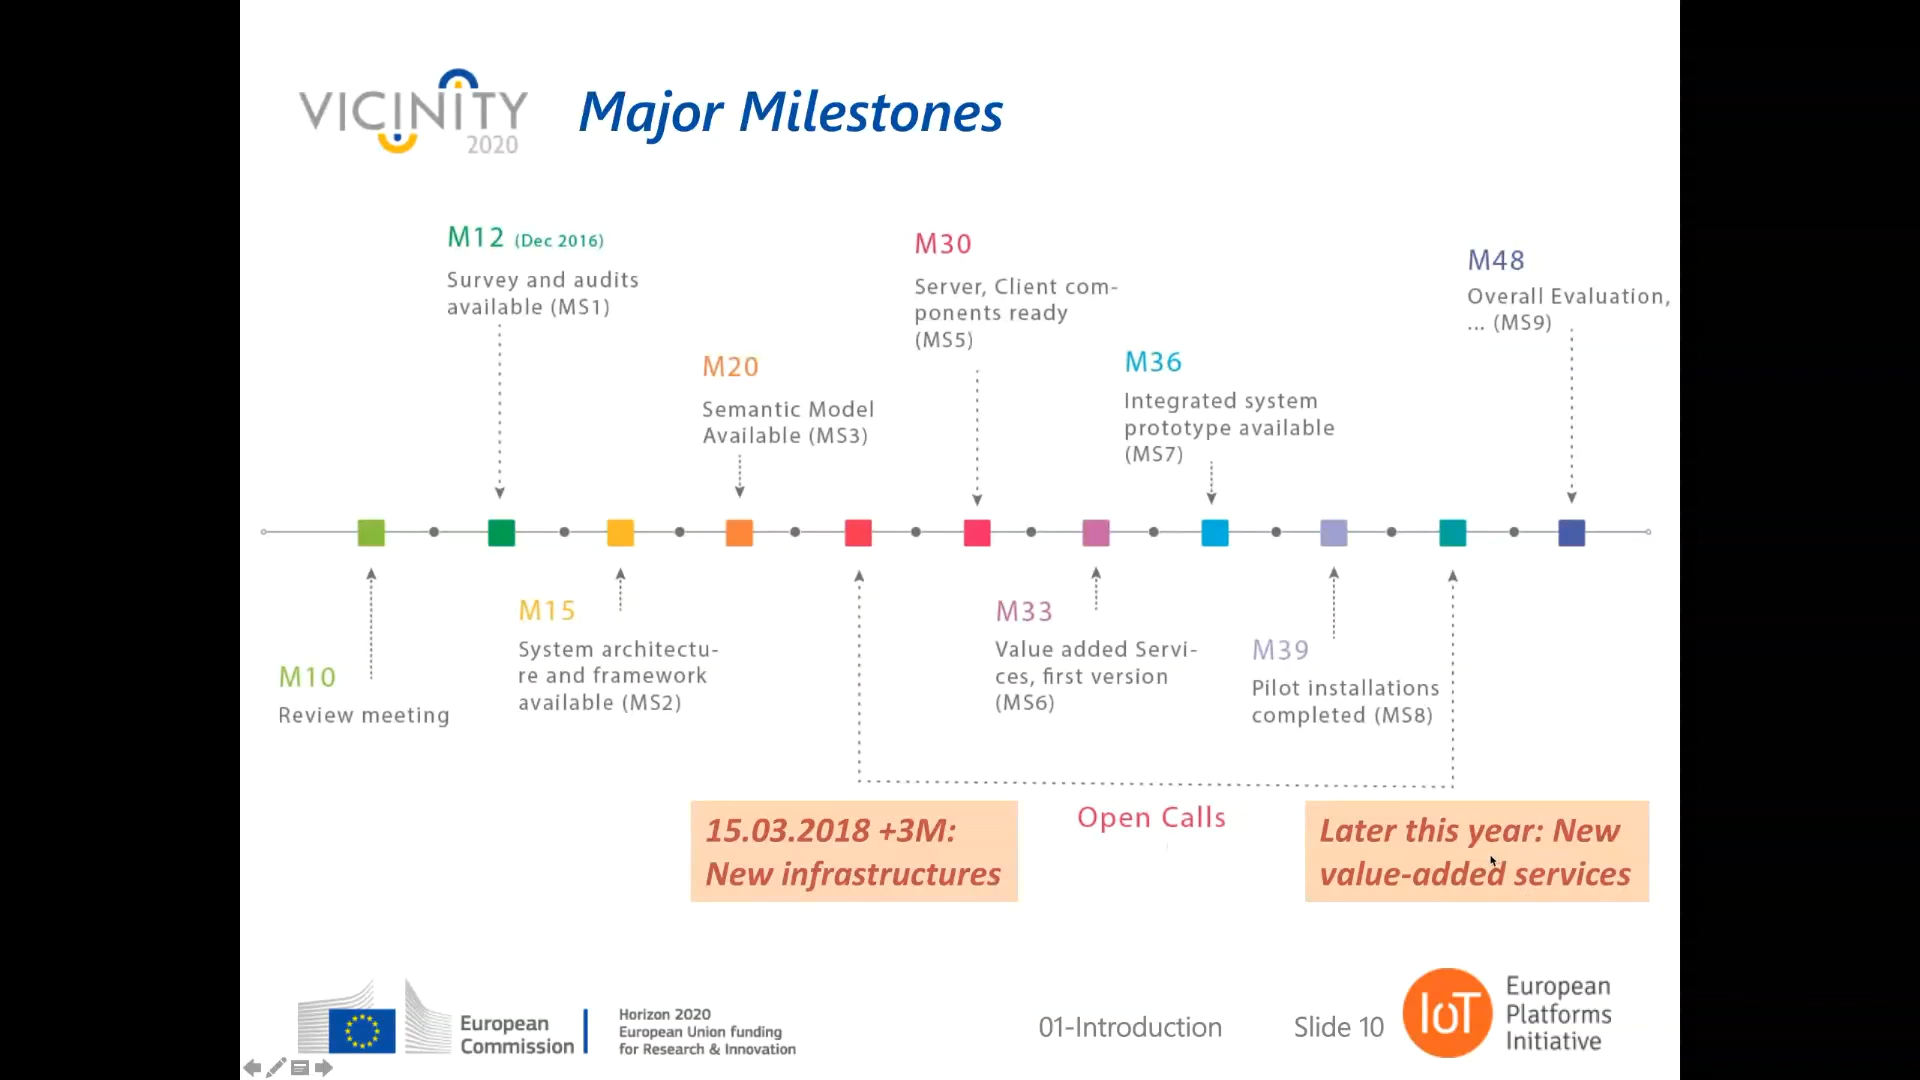 VICINITY
2020
Major Milestones
M12 (Dec 2016)
Survey and audits
available (MS1)
M20
Semantic Model
Available (MS3)
M30
Server, Client com-
ponents ready
(MS5)
M36
Integrated system
prototype available
(MS7)
M48
Overall Evaluation,
... (MS9)
M10
Review meeting
M15
System architectu-
re and framework
available (MS2)
M33
Value added Servi-
ces, first version
(MS6)
M39
Pilot installations
completed (MS8)
Open Calls
15.03.2018 +3M:
New infrastructures
Later this year: New
value-added services
European
Commission
Horizon 2020
European Union funding
for Research & Innovation
01-Introduction
Slide 10
IoT
European
Platforms
Initiative